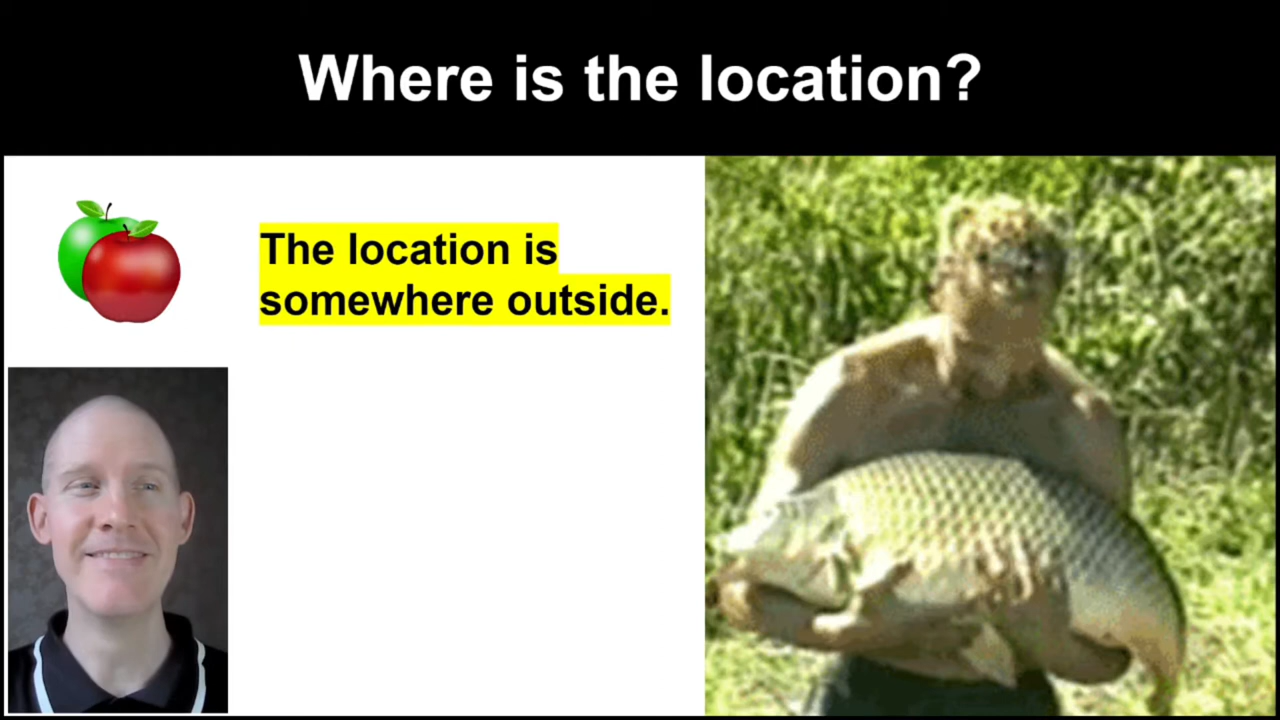 Where is the location?
The location is
somewhere outside.